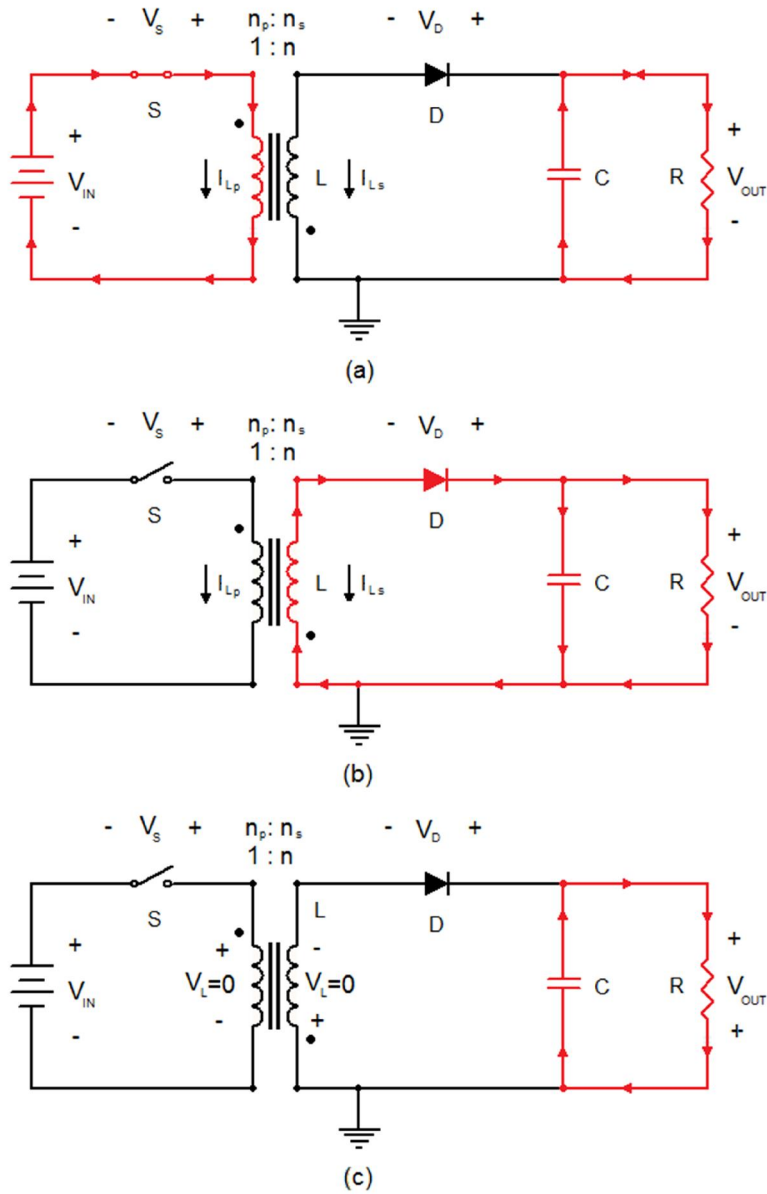 - V_S + n_p: n_s - V_D +
1 : n
S D
+ +
V_IN I_Lp L I_Ls C R V_OUT
- -
(a)
- V_S + n_p: n_s - V_D +
1 : n
S D
+ +
V_IN I_Lp L I_Ls C R V_OUT
- -
(b)
- V_S + n_p: n_s - V_D +
1 : n
S L D
+ + - +
V_IN V_L=0 V_L=0 C R V_OUT
- - + +
(c)